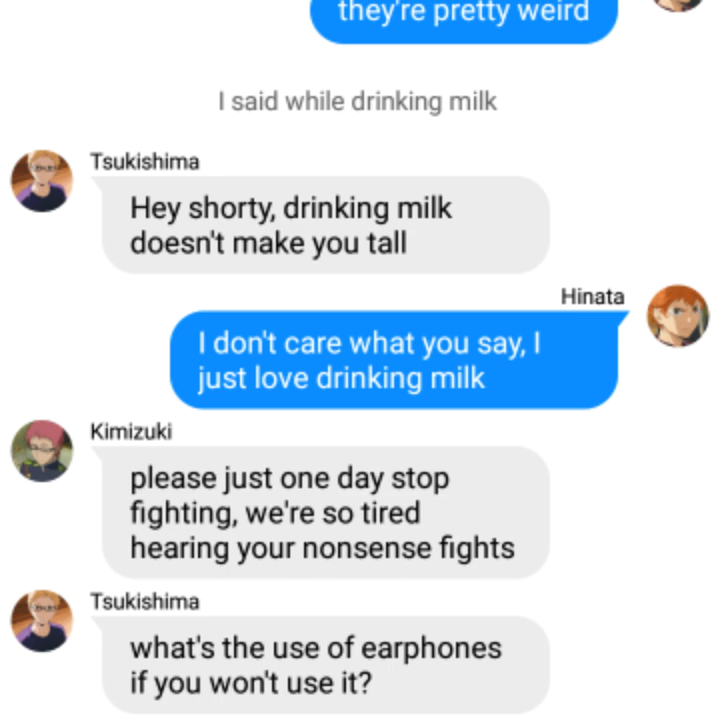 they're pretty weird
I said while drinking milk
Tsukishima
Hey shorty, drinking milk
doesn't make you tall
Hinata
I don't care what you say, I
just love drinking milk
Kimizuki
please just one day stop
fighting, we're so tired
hearing your nonsense fights
Tsukishima
what's the use of earphones
if you won't use it?